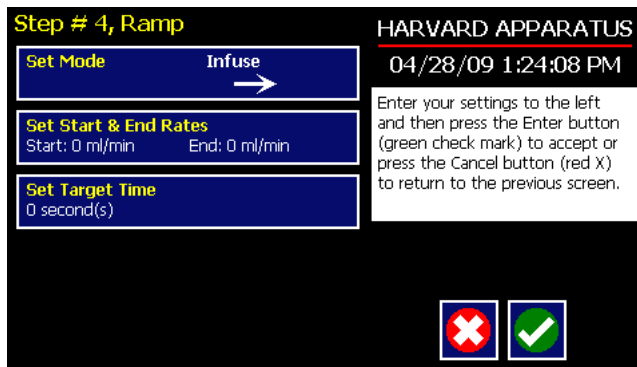 Step # 4, Ramp
Set Mode Infuse
Set Start & End Rates
Start: 0 ml/min End: 0 ml/min
Set Target Time
0 second(s)
HARVARD APPARATUS
04/28/09 1:24:08 PM
Enter your settings to the left
and then press the Enter button
(green check mark) to accept or
press the Cancel button (red X)
to return to the previous screen.